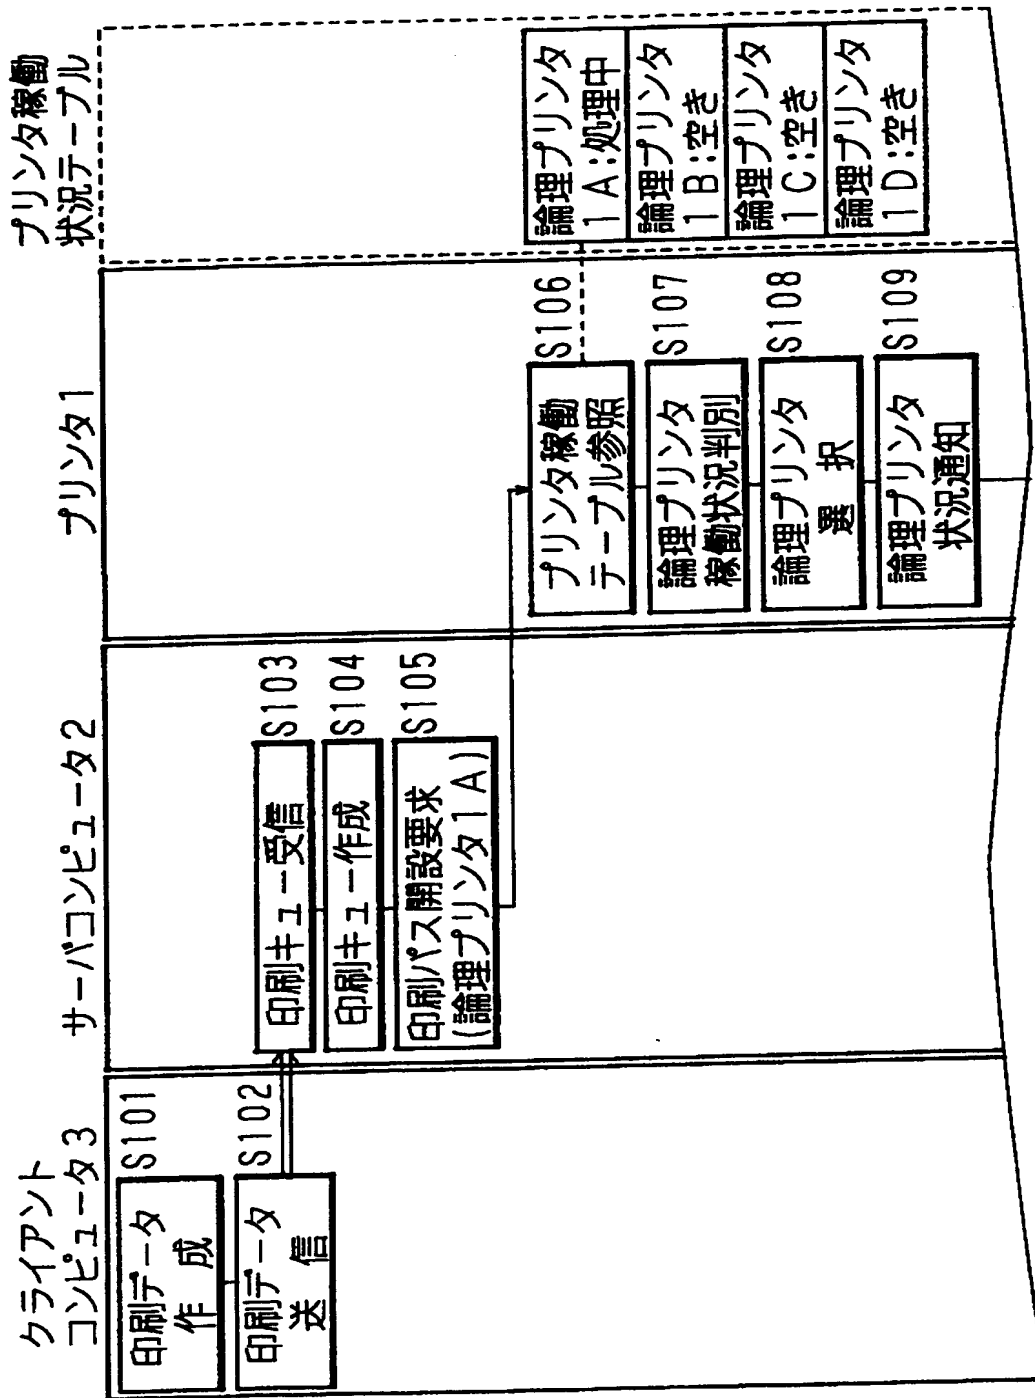 クライアント
コンピュータ3
サーバコンピュータ2
プリンタ1
プリンタ稼働
状況テーブル
印刷データ
作 成
S101
印刷データ
送 信
S102
印刷キュー受信
S103
印刷キュー作成
S104
印刷パス開設要求
(論理プリンタ1A)
S105
プリンタ稼働
テーブル参照
S106
論理プリンタ
稼働状況判別
S107
論理プリンタ
選 択
S108
論理プリンタ
状況通知
S109
論理プリンタ
1A:処理中
論理プリンタ
1B:空き
論理プリンタ
1C:空き
論理プリンタ
1D:空き